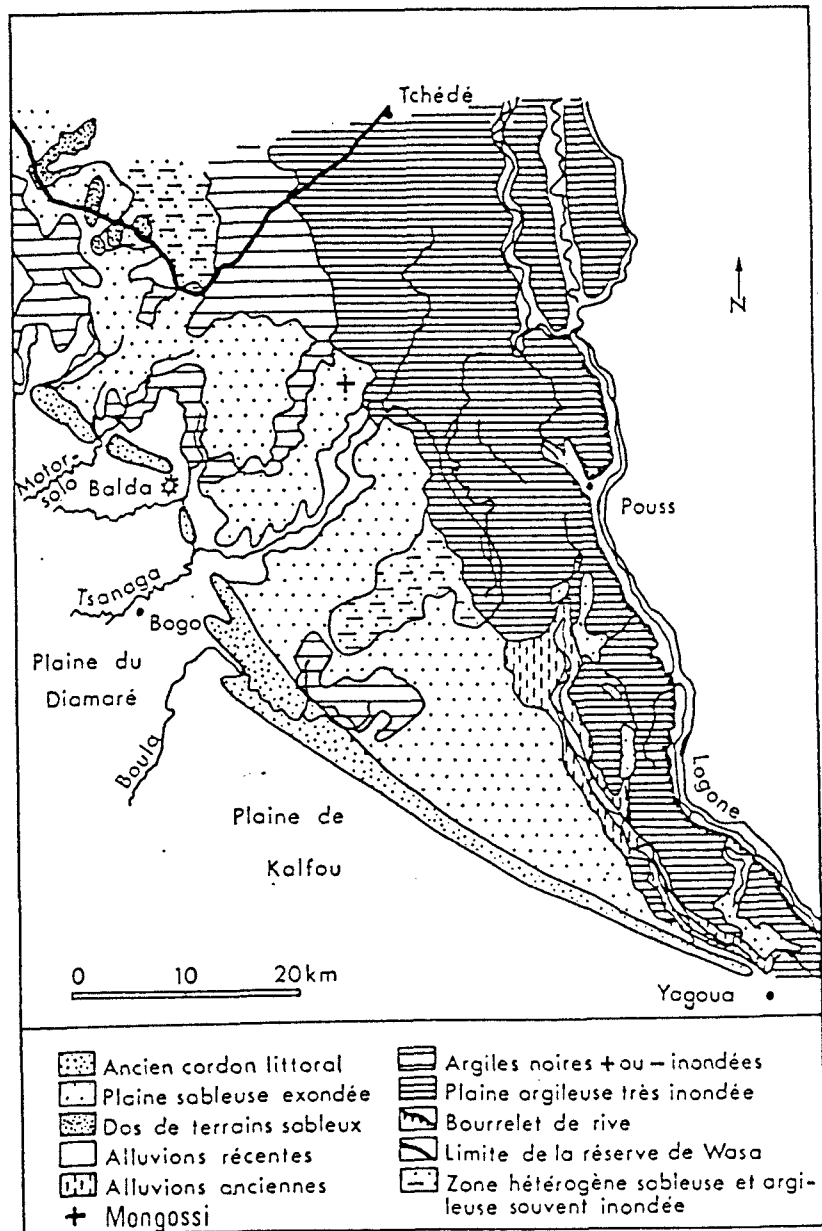 Tchédé
N
Motor-
solo
Balda
Pouss
Tsanaga
Bogo
Plaine du
Diamaré
Boula
Logone
Plaine de
Kalfou
0 10 20 km
Yagoua
Ancien cordon littoral
Plaine sableuse exondée
Dos de terrains sableux
Alluvions récentes
Alluvions anciennes
+ Mongossi
Argiles noires + ou – inondées
Plaine argileuse très inondée
Bourrelet de rive
Limite de la réserve de Wasa
Zone hétérogène sableuse et argi-
leuse souvent inondée